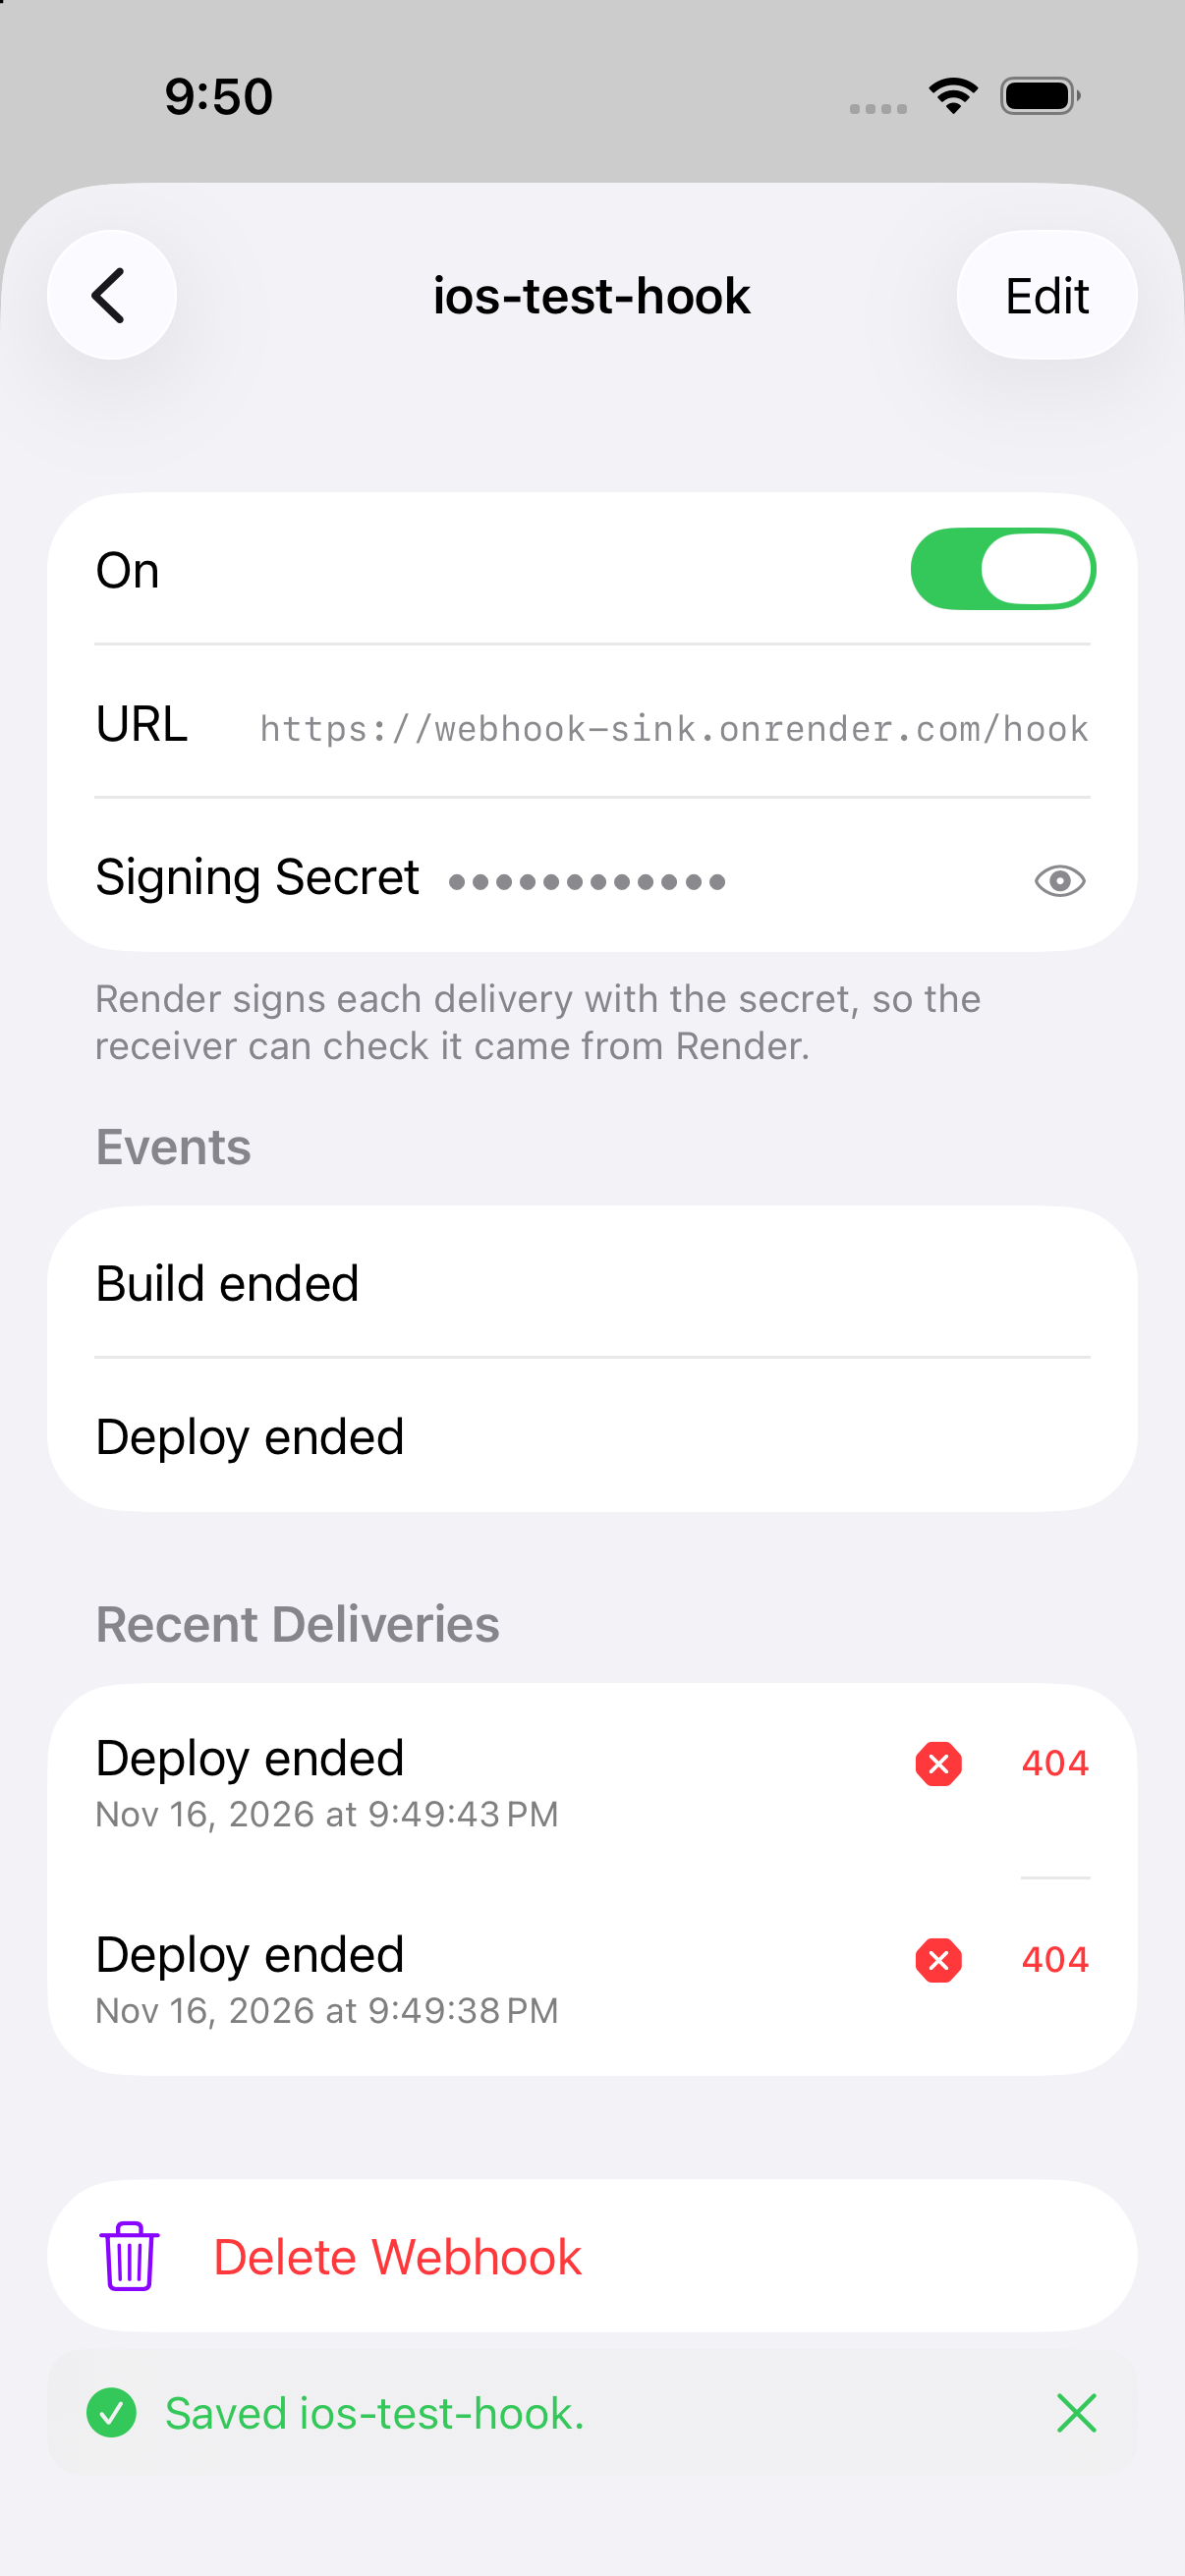 9:50
ios-test-hook
Edit
On
URL https://webhook-sink.onrender.com/hook
Signing Secret ••••••••••••
Render signs each delivery with the secret, so the
receiver can check it came from Render.
Events
Build ended
Deploy ended
Recent Deliveries
Deploy ended 404
Nov 16, 2026 at 9:49:43 PM
Deploy ended 404
Nov 16, 2026 at 9:49:38 PM
Delete Webhook
Saved ios-test-hook.